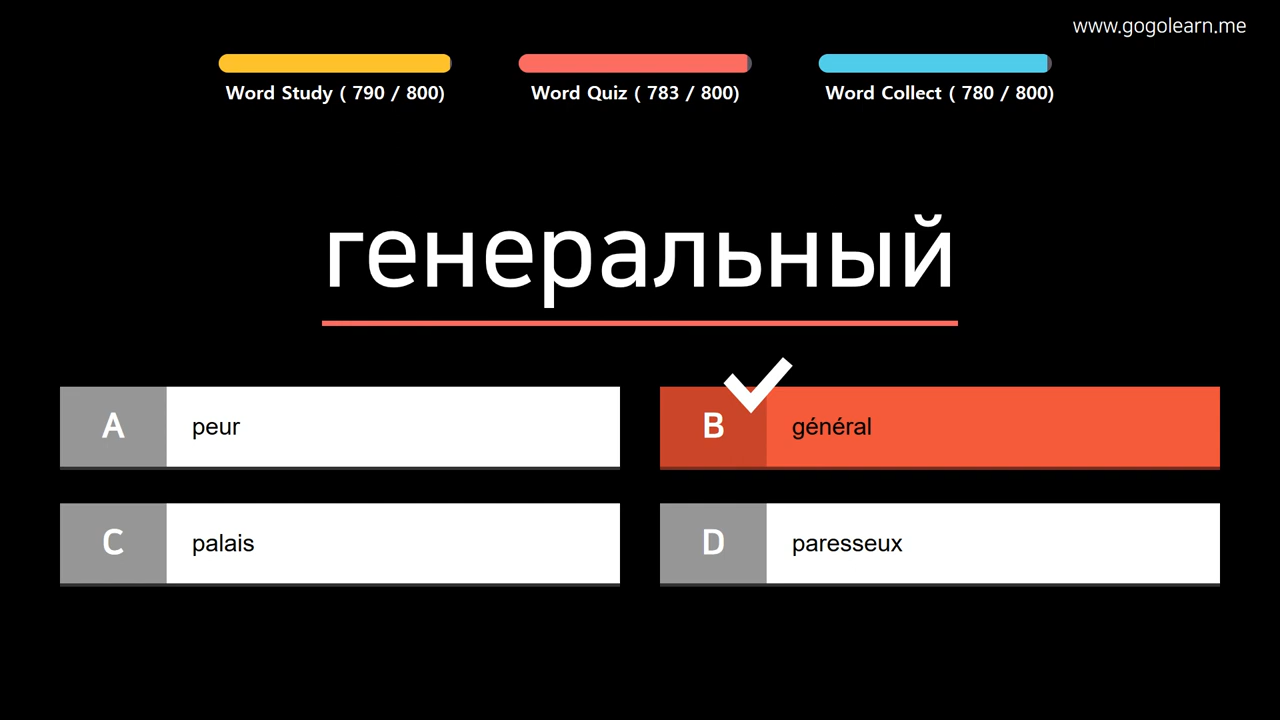 www.gogolearn.me
Word Study ( 790 / 800)
Word Quiz ( 783 / 800)
Word Collect ( 780 / 800)
генеральный
A peur
B général
C palais
D paresseux